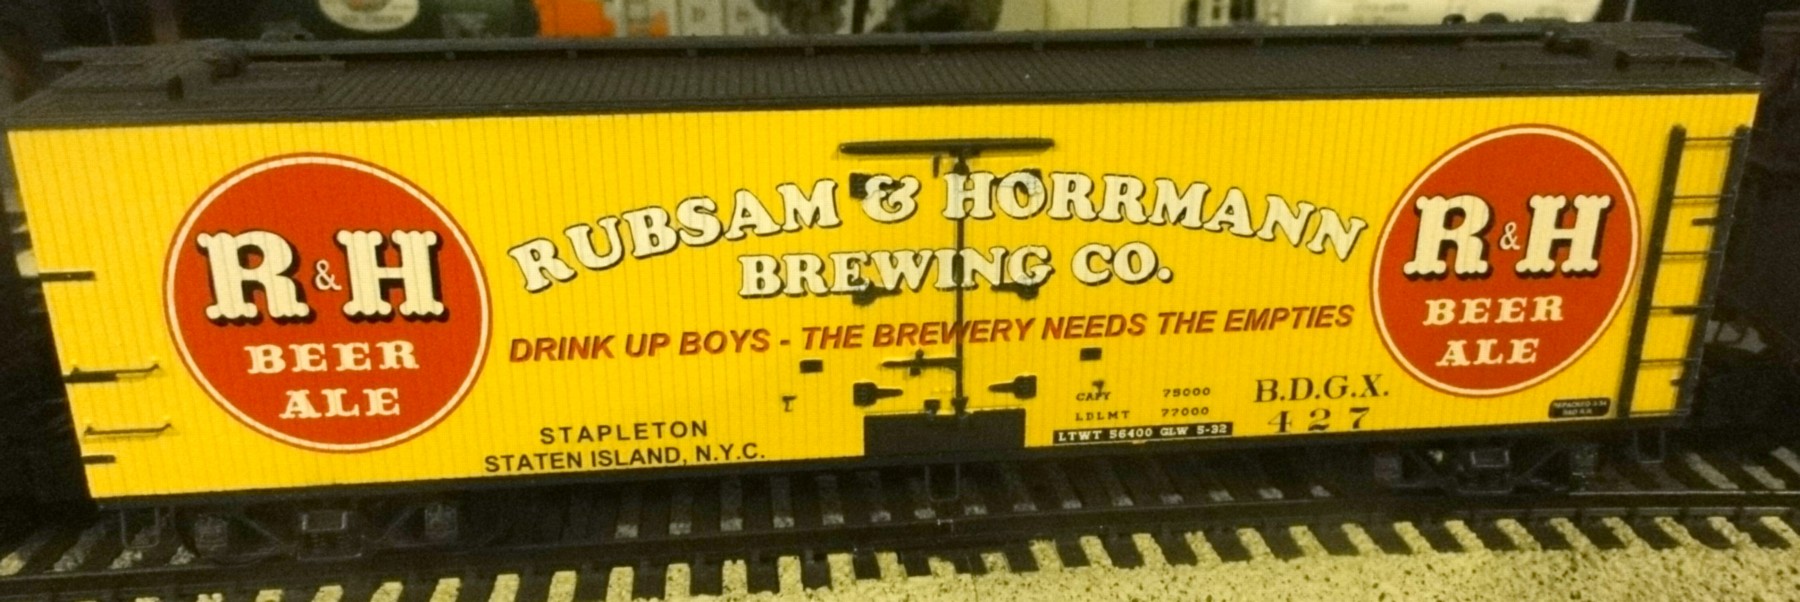 R&H
BEER
ALE
RUBSAM & HORRMANN
BREWING CO.
DRINK UP BOYS - THE BREWERY NEEDS THE EMPTIES
STAPLETON
STATEN ISLAND, N.Y.C.
CAPY 75000
LDLMT 77000
LTWT 56400 GLW 5-32
B.D.G.X.
427
R&H
BEER
ALE